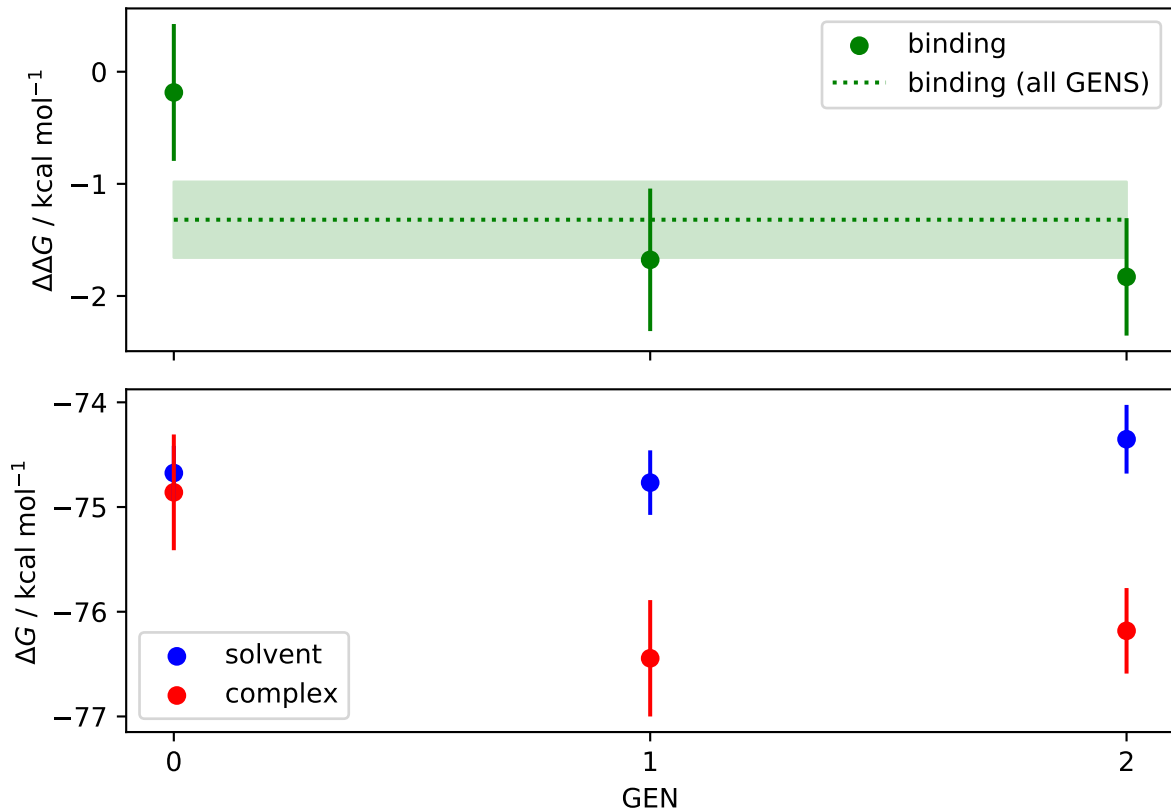 0
−1
−2
ΔΔG / kcal mol⁻¹
binding
binding (all GENS)
−74
−75
−76
−77
ΔG / kcal mol⁻¹
solvent
complex
0 1 2
GEN